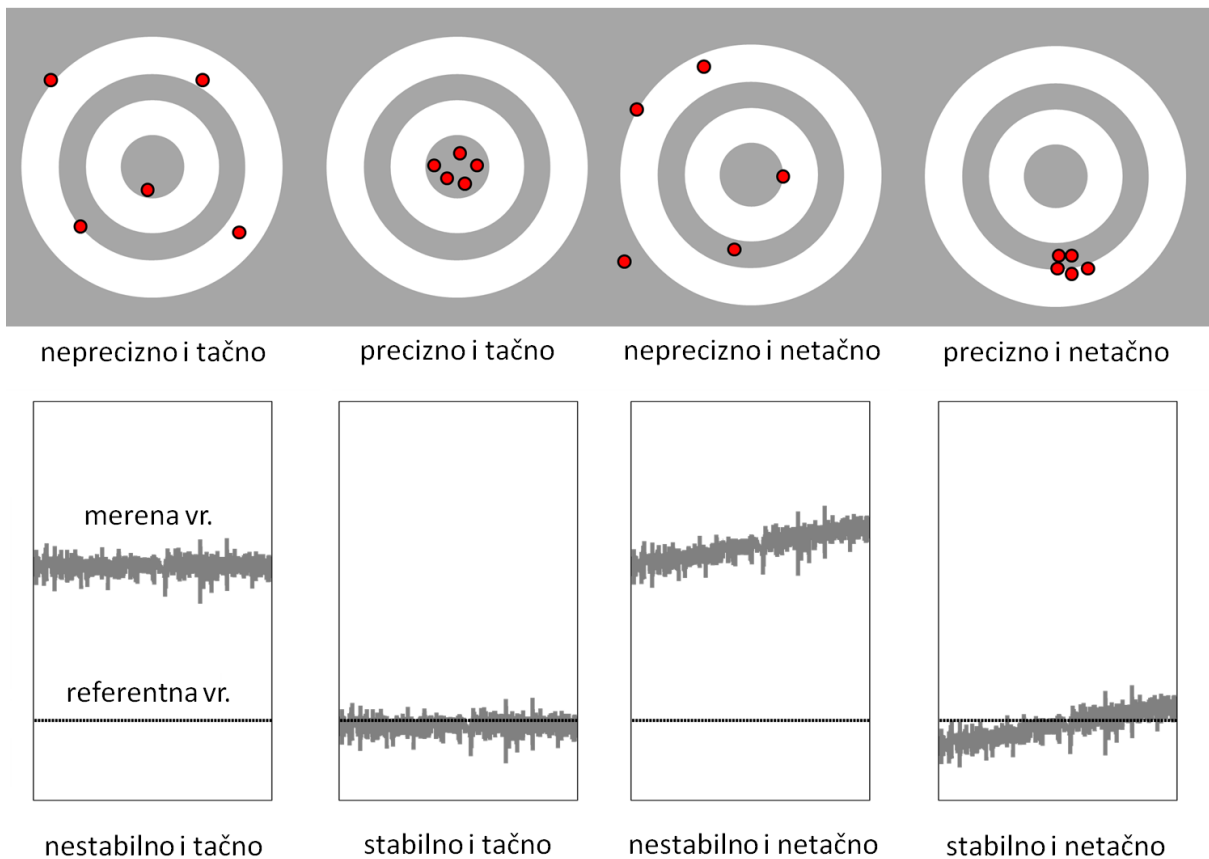 neprecizno i tačno
precizno i tačno
neprecizno i netačno
precizno i netačno
merena vr.
referentna vr.
nestabilno i tačno
stabilno i tačno
nestabilno i netačno
stabilno i netačno